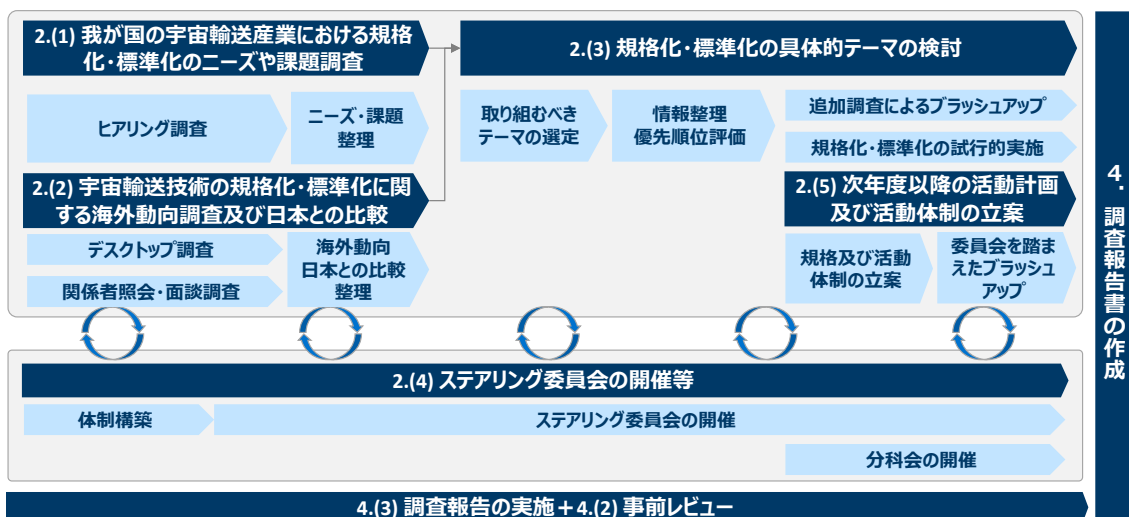 2.(1) 我が国の宇宙輸送産業における規格
化・標準化のニーズや課題調査
ヒアリング調査
ニーズ・課題
整理
2.(2) 宇宙輸送技術の規格化・標準化に関
する海外動向調査及び日本との比較
デスクトップ調査
関係者照会・面談調査
海外動向
日本との比較
整理
2.(3) 規格化・標準化の具体的テーマの検討
取り組むべき
テーマの選定
情報整理
優先順位評価
追加調査によるブラッシュアップ
規格化・標準化の試行的実施
2.(5) 次年度以降の活動計画
及び活動体制の立案
規格及び活動
体制の立案
委員会を踏ま
えたブラッシュ
アップ
2.(4) ステアリング委員会の開催等
体制構築
ステアリング委員会の開催
分科会の開催
4.(3) 調査報告の実施+4.(2) 事前レビュー
4．調査報告書の作成